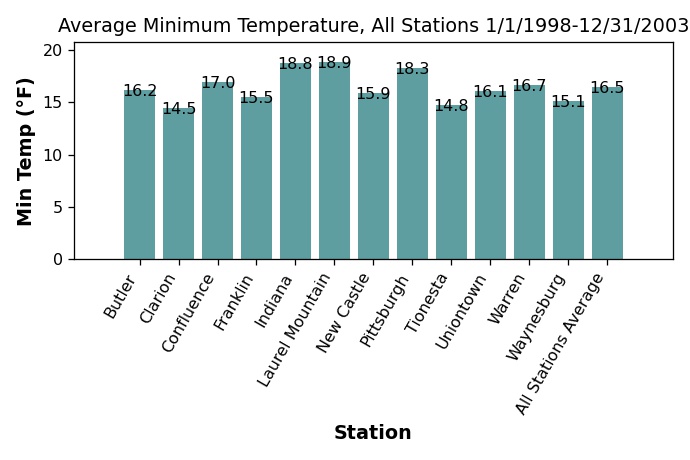 Average Minimum Temperature, All Stations 1/1/1998-12/31/2003
Min Temp (°F)
20
15
10
5
0
16.2
14.5
17.0
15.5
18.8
18.9
15.9
18.3
14.8
16.1
16.7
15.1
16.5
Butler
Clarion
Confluence
Franklin
Indiana
Laurel Mountain
New Castle
Pittsburgh
Tionesta
Uniontown
Warren
Waynesburg
All Stations Average
Station